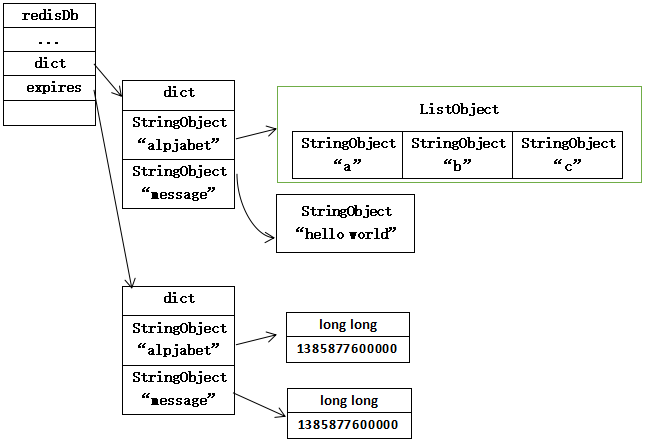 redisDb
...
dict
expires
dict
StringObject
“alpjabet”
StringObject
“message”
ListObject
StringObject
“a”
StringObject
“b”
StringObject
“c”
StringObject
“hello world”
dict
StringObject
“alpjabet”
StringObject
“message”
long long
1385877600000
long long
1385877600000